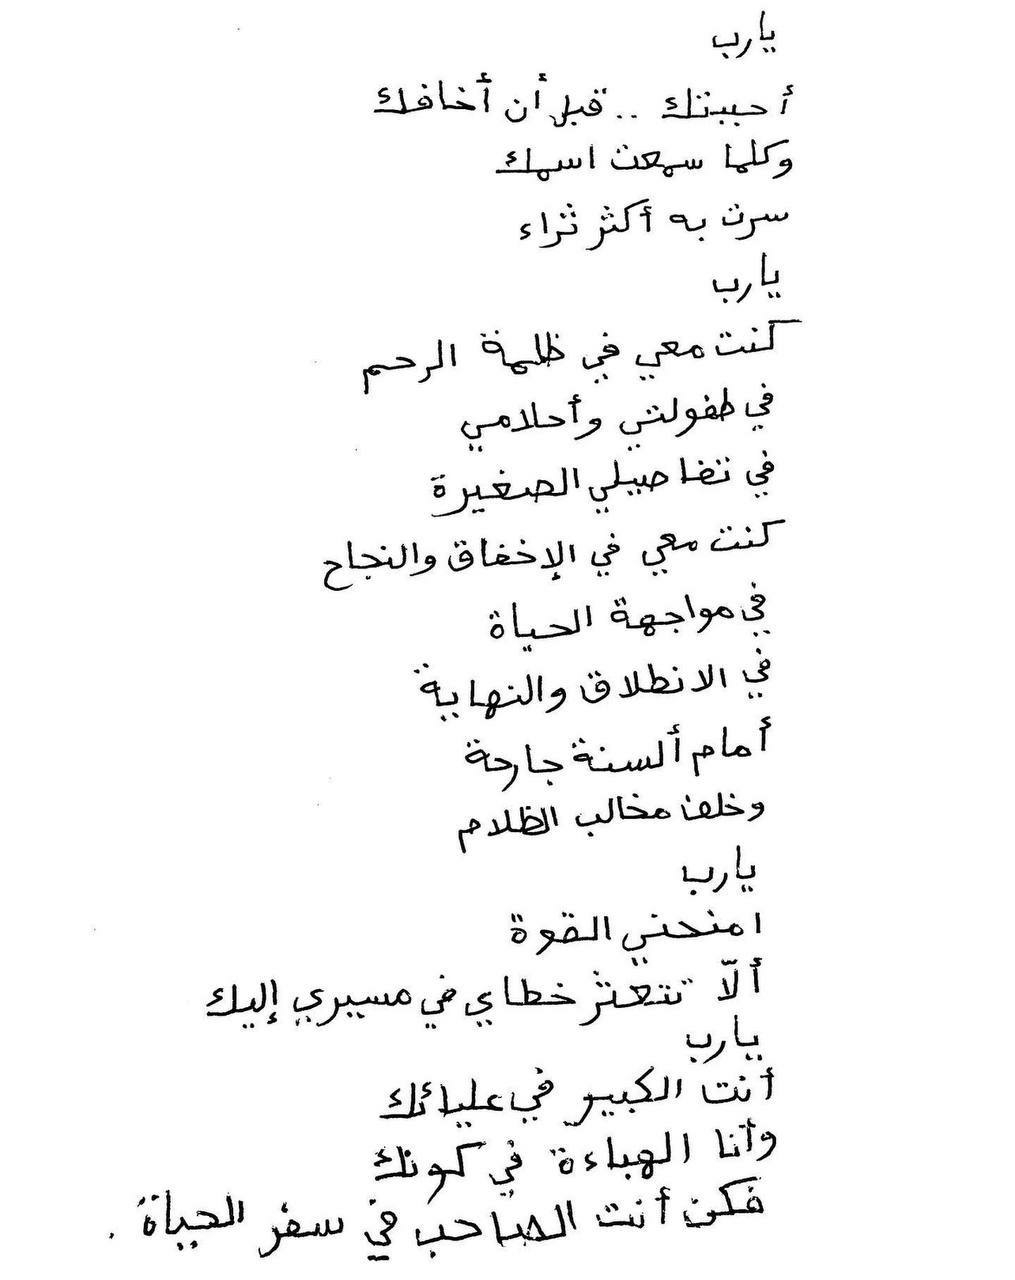 يارب
أحببتك .. قبل أن أخافك
وكلما سمعت اسمك
سرت به أكثر ثراء
يارب
كنت معي في ظلمة الرحم
في طفولتي وأحلامي
في تفاصيلي الصغيرة
كنت معي في الإخفاق والنجاح
في مواجهة الحياة
في الانطلاق والنهاية
أمام ألسنة جارحة
وخلف مخالب الظلام
يارب
امنحني القوة
ألّا تتعثر خطاي في مسيري إليك
يارب
أنت الكبير في عليائك
وأنا الهباءة في كونك
فكن أنت الصاحب في سفر الحياة .